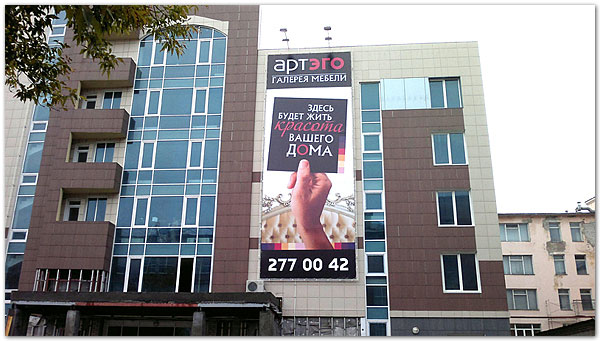 артэго
ГАЛЕРЕЯ МЕБЕЛИ
ЗДЕСЬ
БУДЕТ ЖИТЬ
красота
ВАШЕГО
ДОМА
277 00 42